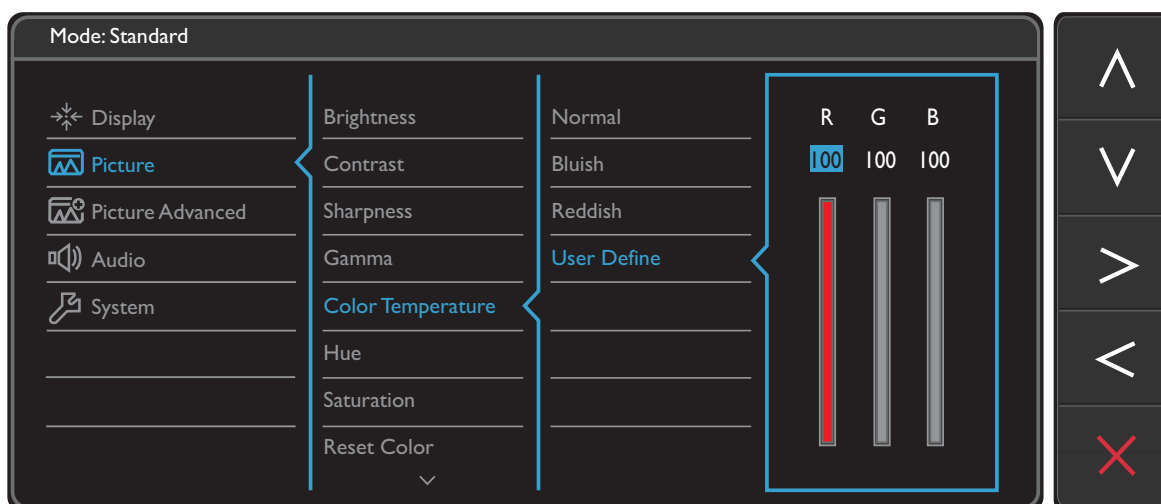 Mode: Standard
Display
Picture
Picture Advanced
Audio
System
Brightness
Contrast
Sharpness
Gamma
Color Temperature
Hue
Saturation
Reset Color
Normal
Bluish
Reddish
User Define
R G B
100 100 100